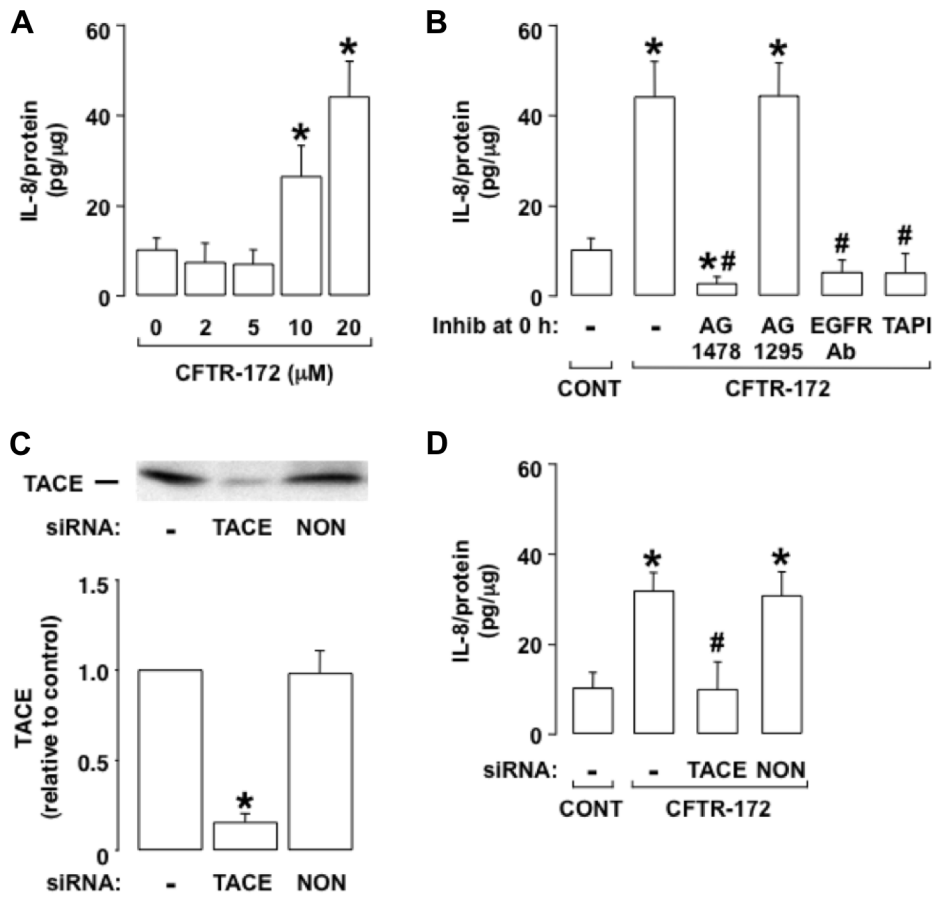 A
60
40
20
0
IL-8/protein
(pg/µg)
*
*
0 2 5 10 20
CFTR-172 (µM)
B
60
40
20
0
IL-8/protein
(pg/µg)
*
*#
*
#
#
Inhib at 0 h: - - AG AG EGFR TAPI
1478 1295 Ab
CONT CFTR-172
C
TACE
siRNA: - TACE NON
1.5
1.0
0.5
0
TACE
(relative to control)
*
siRNA: - TACE NON
D
60
40
20
0
IL-8/protein
(pg/µg)
*
#
*
siRNA: - - TACE NON
CONT CFTR-172